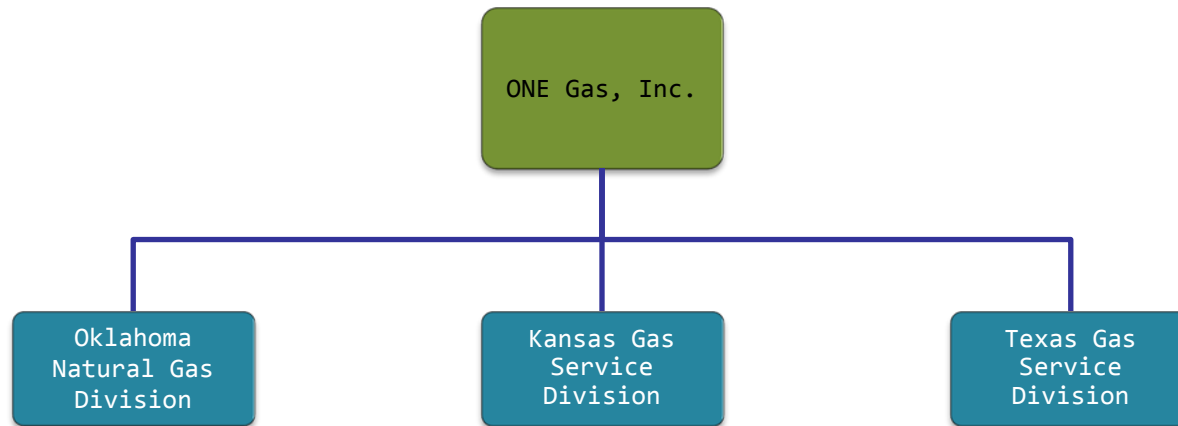 ONE Gas, Inc.
Oklahoma
Natural Gas
Division
Kansas Gas
Service
Division
Texas Gas
Service
Division